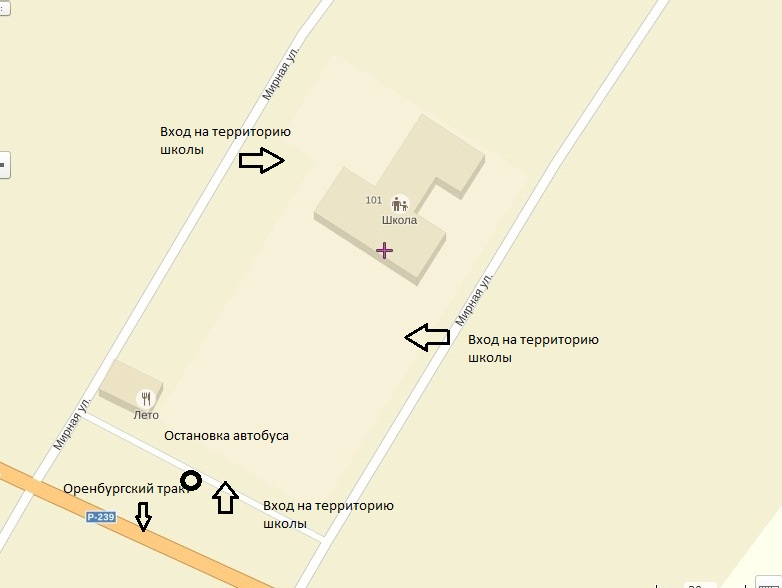 Мирная ул.
Вход на территорию
школы
101
Школа
Мирная ул.
Вход на территорию
школы
Лето
Мирная ул.
Остановка автобуса
Оренбургский тракт
Р-239
Вход на территорию
школы